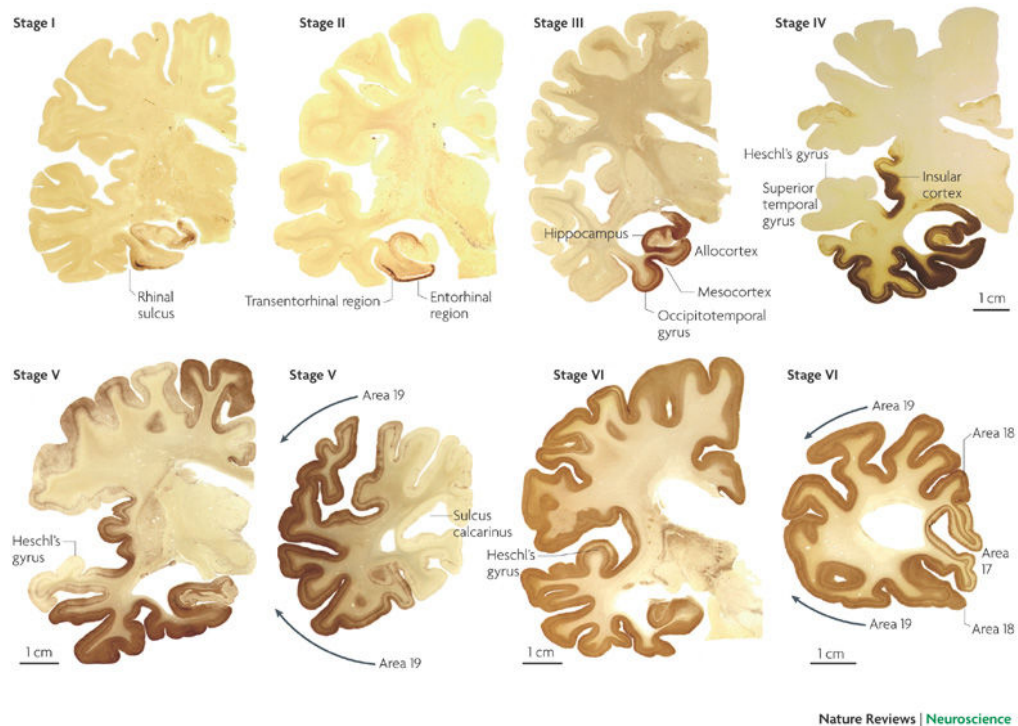 Stage I
Stage II
Stage III
Stage IV
Heschl's gyrus
Superior
temporal
gyrus
Insular
cortex
Hippocampus
Allocortex
Mesocortex
Occipitotemporal
gyrus
Rhinal
sulcus
Transentorhinal region
Entorhinal
region
1 cm
Stage V
Stage V
Stage VI
Stage VI
Area 19
Area 19
Area 18
Sulcus
calcarinus
Heschl's
gyrus
Heschl's
gyrus
Area
17
Area 19
Area 19
Area 18
1 cm
1 cm
1 cm
1 cm
Nature Reviews | Neuroscience